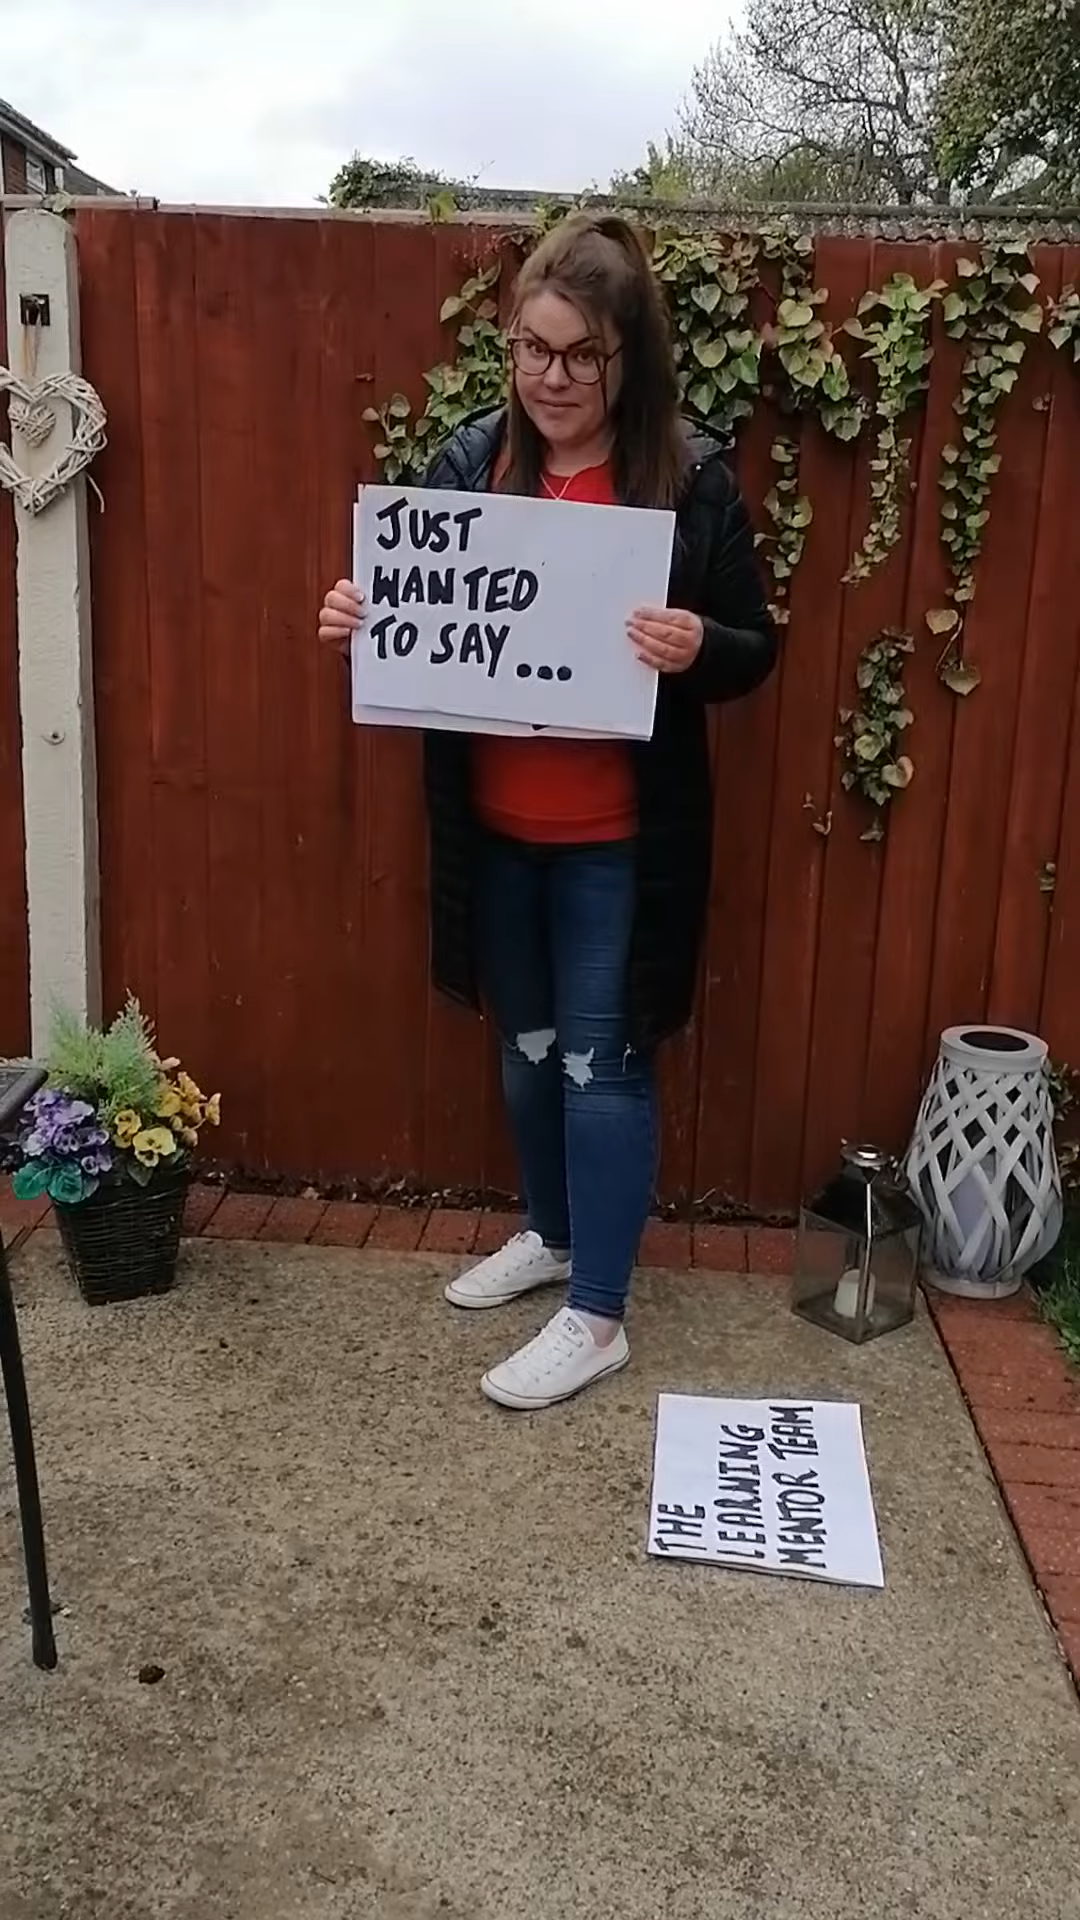 JUST
WANTED
TO SAY...
THE
LEARNING
MENTOR TEAM